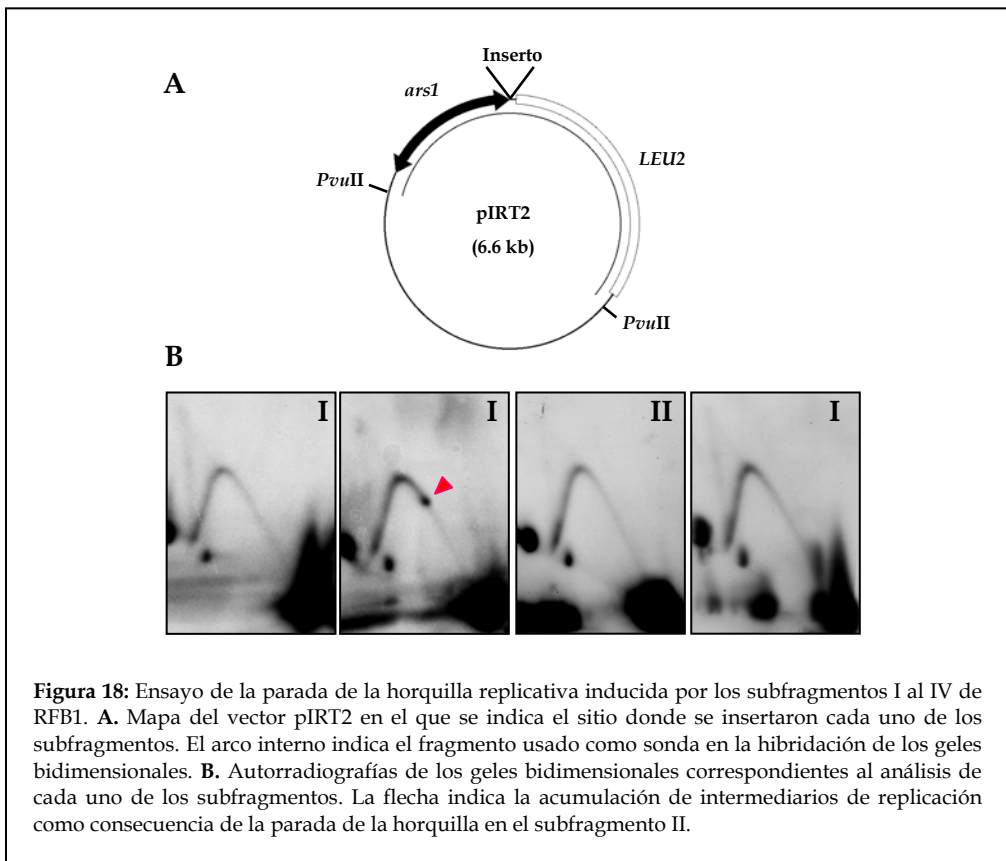 A
Inserto
ars1
LEU2
PvuII
pIRT2
(6.6 kb)
PvuII
B
I
I
II
I
Figura 18: Ensayo de la parada de la horquilla replicativa inducida por los subfragmentos I al IV de
RFB1. A. Mapa del vector pIRT2 en el que se indica el sitio donde se insertaron cada uno de los
subfragmentos. El arco interno indica el fragmento usado como sonda en la hibridación de los geles
bidimensionales. B. Autorradiografías de los geles bidimensionales correspondientes al análisis de
cada uno de los subfragmentos. La flecha indica la acumulación de intermediarios de replicación
como consecuencia de la parada de la horquilla en el subfragmento II.